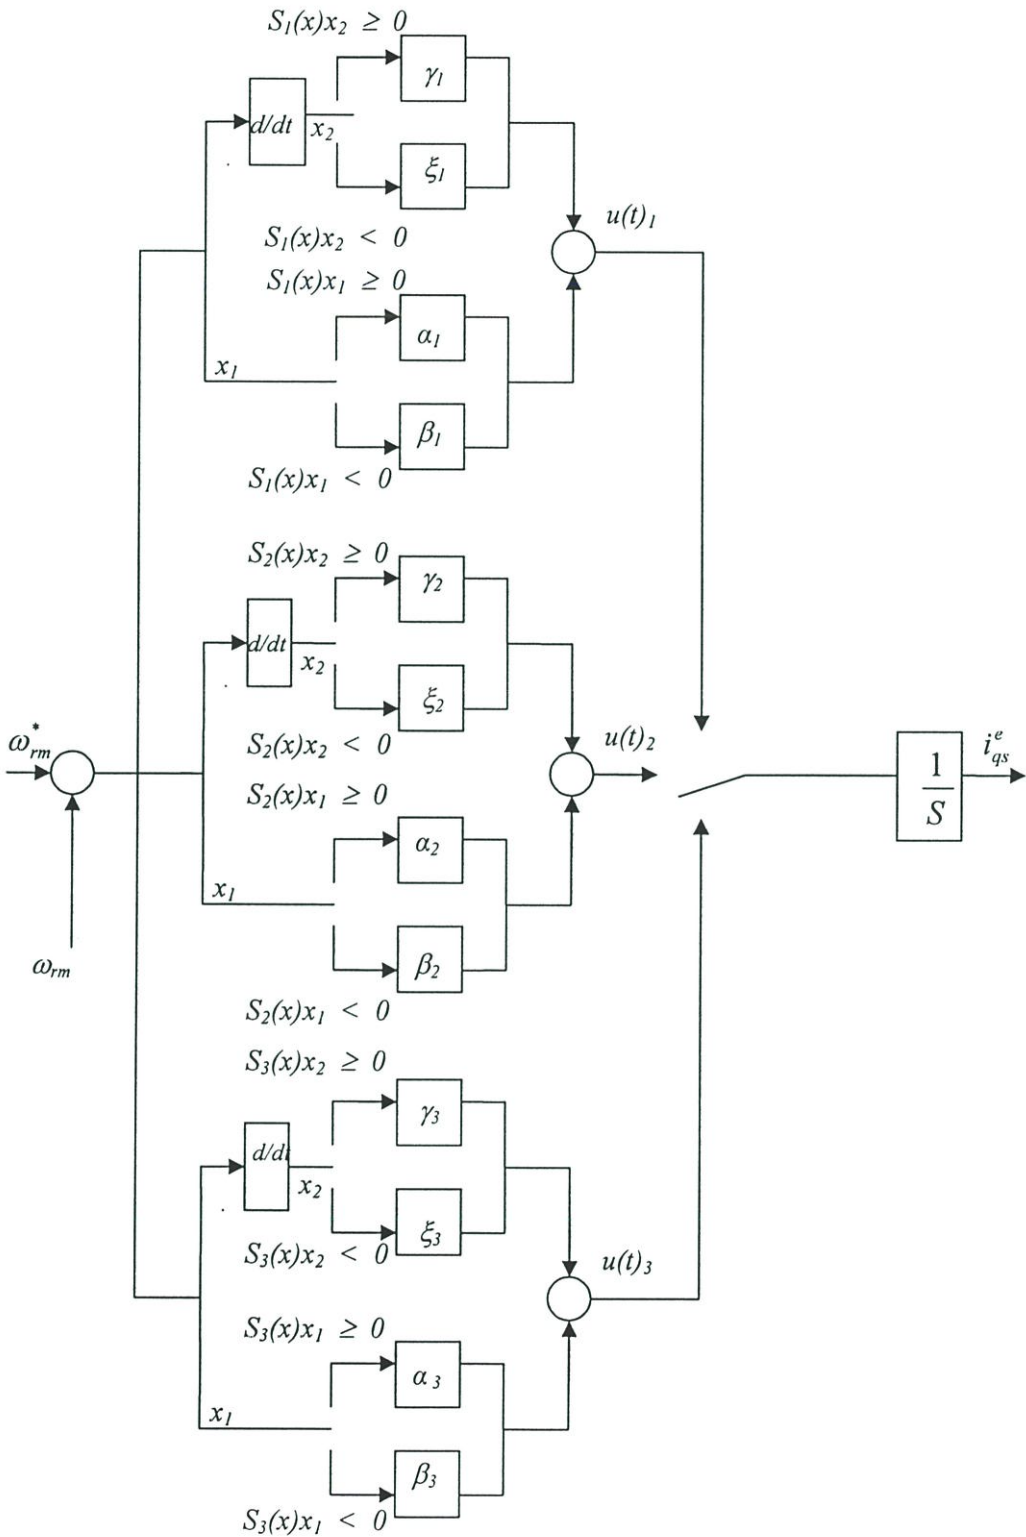 S₁(x)x₂ ≥ 0
γ₁
d/dt
x₂
ξ₁
S₁(x)x₂ < 0
u(t)₁
S₁(x)x₁ ≥ 0
α₁
x₁
β₁
S₁(x)x₁ < 0
S₂(x)x₂ ≥ 0
γ₂
d/dt
x₂
ξ₂
S₂(x)x₂ < 0
u(t)₂
ω*rm
1/S
i^e_qs
S₂(x)x₁ ≥ 0
α₂
x₁
β₂
ωrm
S₂(x)x₁ < 0
S₃(x)x₂ ≥ 0
γ₃
d/dt
x₂
ξ₃
S₃(x)x₂ < 0
u(t)₃
S₃(x)x₁ ≥ 0
α₃
x₁
β₃
S₃(x)x₁ < 0